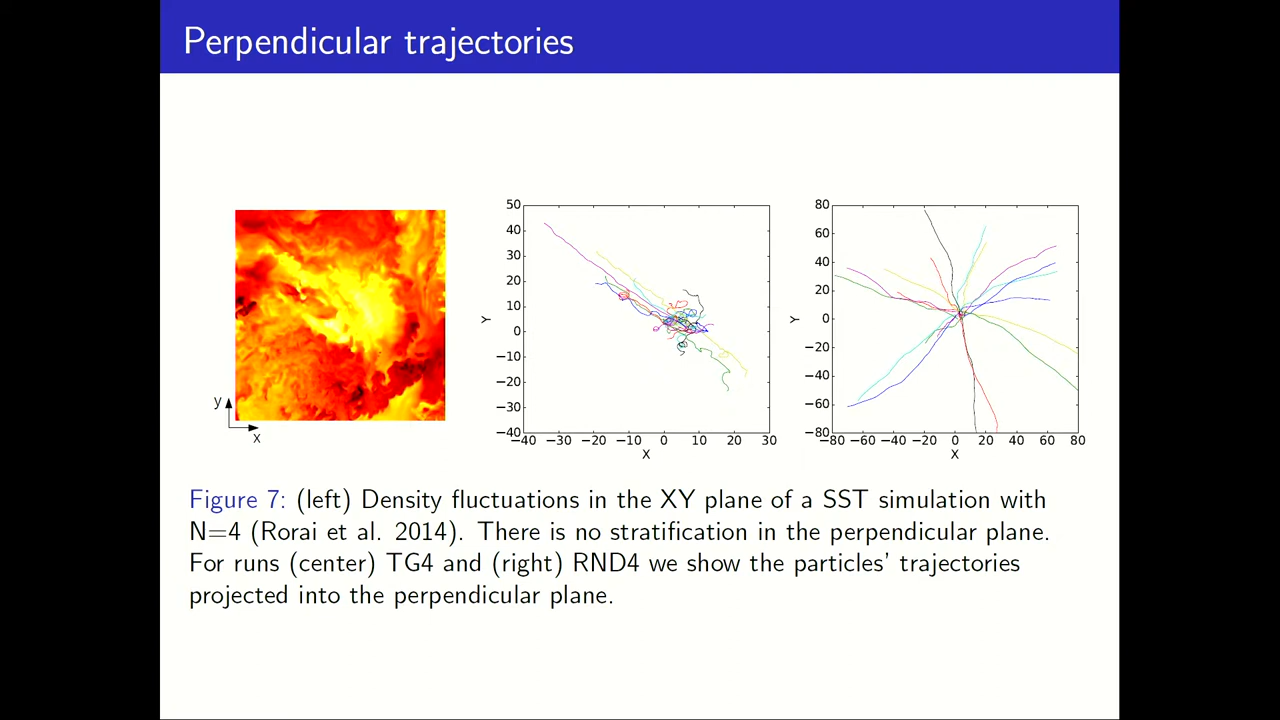 Perpendicular trajectories
y
x
50
40
30
20
10
0
−10
−20
−30
−40
−40 −30 −20 −10 0 10 20 30
X
Y
80
60
40
20
0
−20
−40
−60
−80
−80 −60 −40 −20 0 20 40 60 80
X
Y
Figure 7: (left) Density fluctuations in the XY plane of a SST simulation with
N=4 (Rorai et al. 2014). There is no stratification in the perpendicular plane.
For runs (center) TG4 and (right) RND4 we show the particles' trajectories
projected into the perpendicular plane.